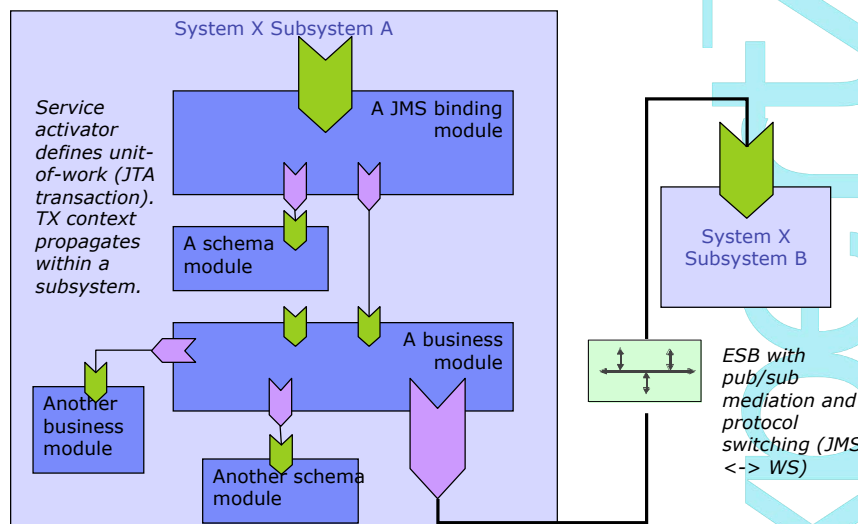 System X Subsystem A
Service
activator
defines unit-
of-work (JTA
transaction).
TX context
propagates
within a
subsystem.
A JMS binding
module
A schema
module
A business
module
Another
business
module
Another schema
module
System X
Subsystem B
ESB with
pub/sub
mediation and
protocol
switching (JMS
<-> WS)